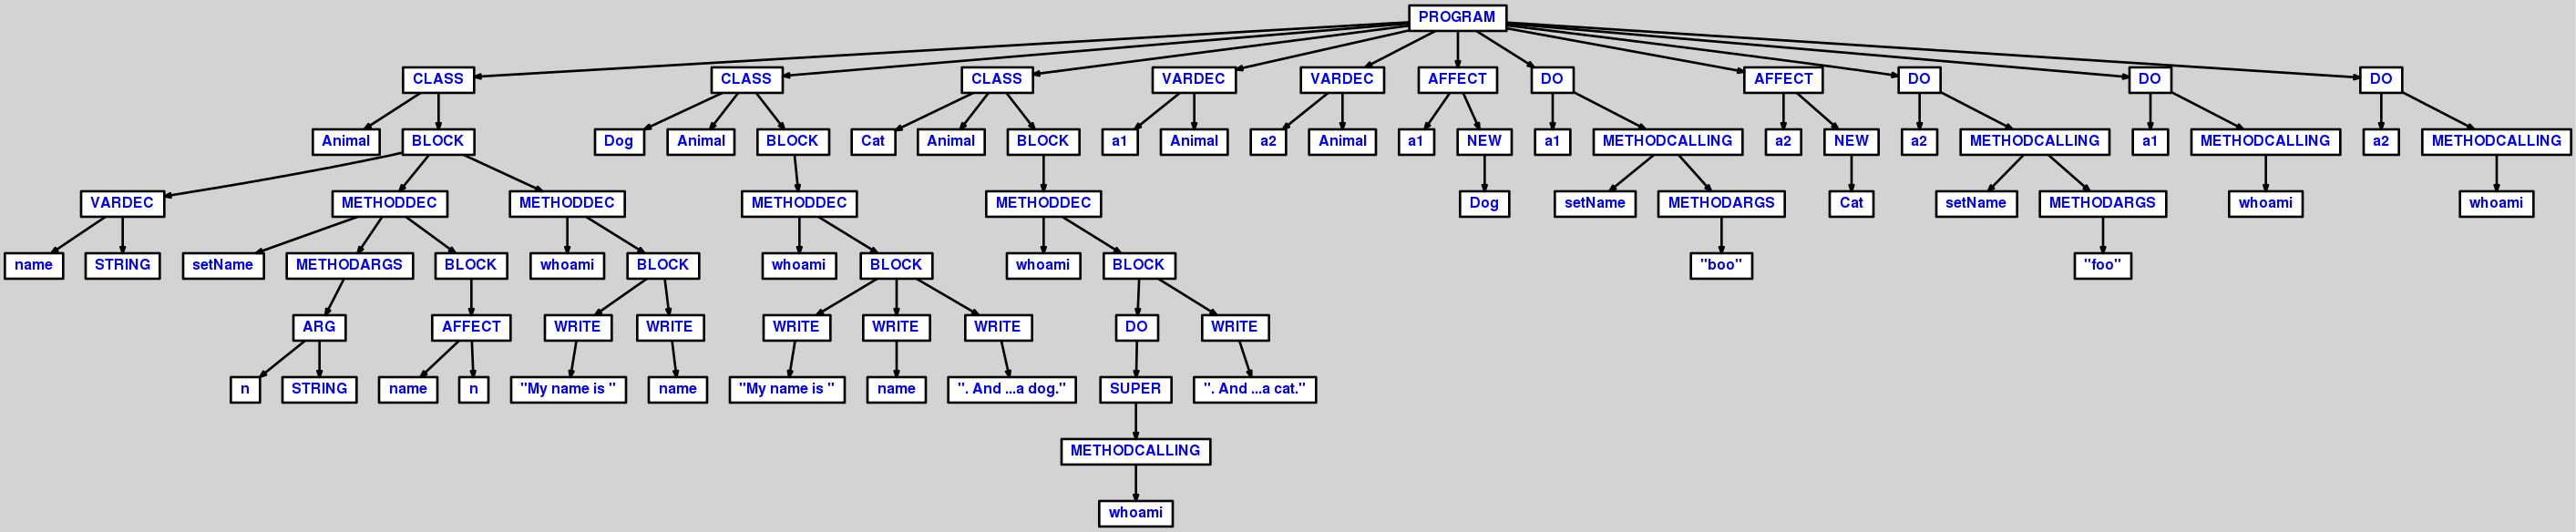 PROGRAM
CLASS CLASS CLASS VARDEC VARDEC AFFECT DO AFFECT DO DO DO
Animal BLOCK Dog Animal BLOCK Cat Animal BLOCK a1 Animal a2 Animal a1 NEW a1 METHODCALLING a2 NEW a2 METHODCALLING a1 METHODCALLING a2 METHODCALLING
VARDEC METHODDEC METHODDEC METHODDEC METHODDEC Dog setName METHODARGS Cat setName METHODARGS whoami whoami
name STRING setName METHODARGS BLOCK whoami BLOCK whoami BLOCK whoami BLOCK "boo" "foo"
ARG AFFECT WRITE WRITE WRITE WRITE WRITE DO WRITE
n STRING name n "My name is " name "My name is " name ". And ...a dog." SUPER ". And ...a cat."
METHODCALLING
whoami